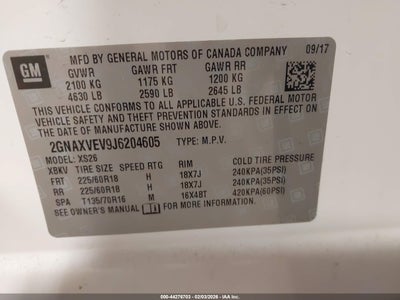 GM
MFD BY GENERAL MOTORS OF CANADA COMPANY
09/17
GVWR GAWR FRT GAWR RR
2100 KG 1175 KG 1200 KG
4630 LB 2590 LB 2645 LB
THIS VEHICLE CONFORMS TO ALL APPLICABLE U.S. FEDERAL MOTOR
VEHICLE SAFETY AND THEFT PREVENTION STANDARDS IN EFFECT
ON THE DATE OF MANUFACTURE SHOWN ABOVE.
2GNAXVEV9J6204605 TYPE: M.P.V.
MODEL: XS26
XBKV TIRE SIZE SPEED RTG RIM COLD TIRE PRESSURE
FRT 225/60R18 H 18X7J 240KPA(35PSI)
RR 225/60R18 H 18X7J 240KPA(35PSI)
SPA T135/70R16 M 16X4BT 420KPA(60PSI)
SEE OWNER'S MANUAL FOR MORE INFORMATION.
000-44276703 - 02/03/2026 - IAA Inc.